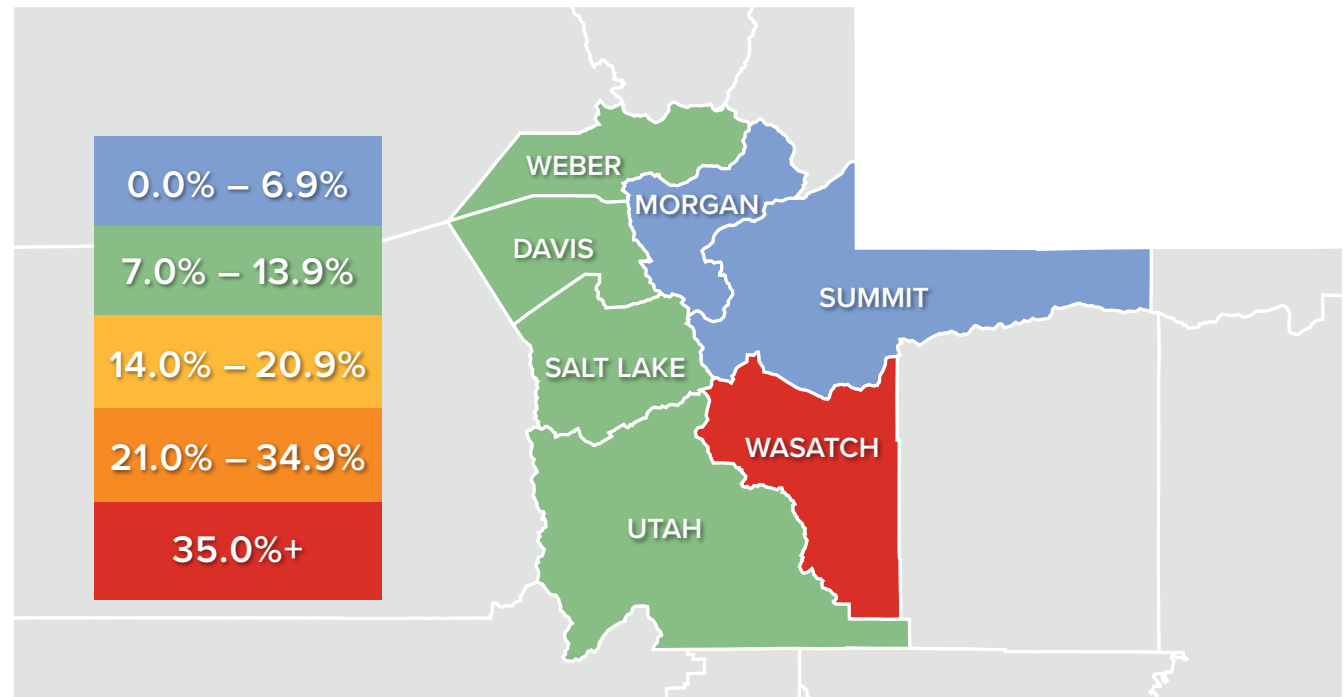 0.0% – 6.9%
7.0% – 13.9%
14.0% – 20.9%
21.0% – 34.9%
35.0%+
WEBER
MORGAN
DAVIS
SUMMIT
SALT LAKE
WASATCH
UTAH